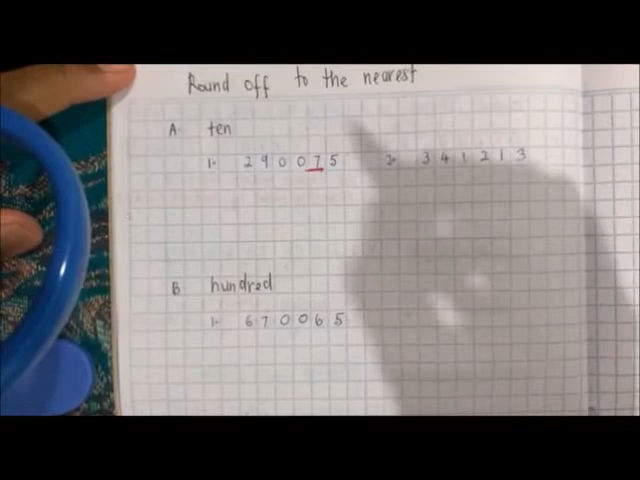 Round off to the nearest
A. ten
1. 290075 2. 341213
B hundred
1. 670065